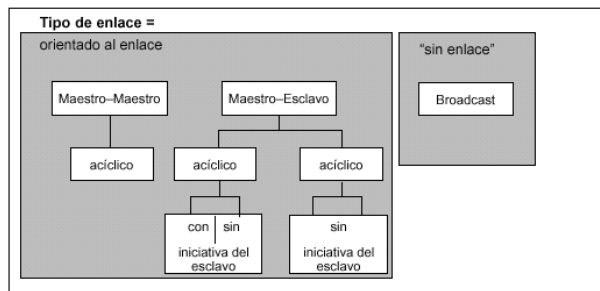 Tipo de enlace =
orientado al enlace
“sin enlace”
Maestro–Maestro
Maestro–Esclavo
Broadcast
acíclico
acíclico
acíclico
con sin
iniciativa del
esclavo
sin
iniciativa del
esclavo